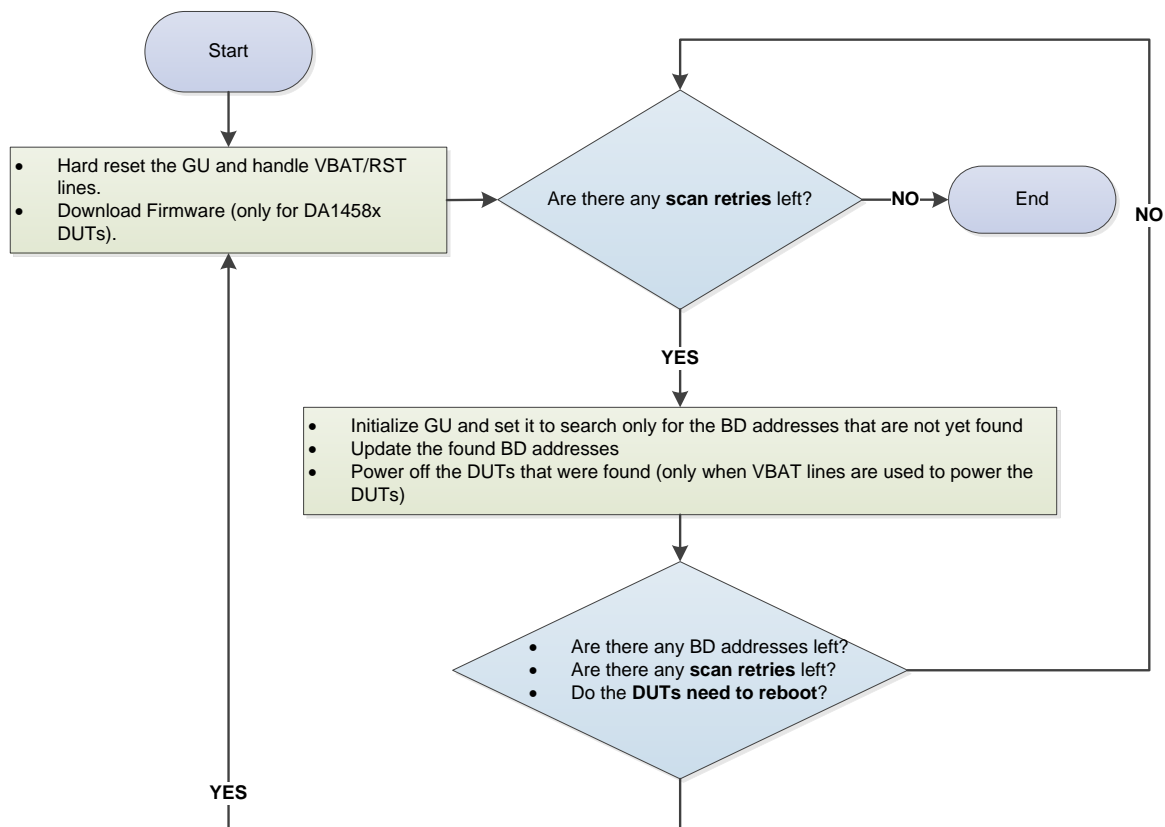 Start
• Hard reset the GU and handle VBAT/RST
lines.
• Download Firmware (only for DA1458x
DUTs).
Are there any scan retries left?
NO
End
NO
YES
• Initialize GU and set it to search only for the BD addresses that are not yet found
• Update the found BD addresses
• Power off the DUTs that were found (only when VBAT lines are used to power the
DUTs)
• Are there any BD addresses left?
• Are there any scan retries left?
• Do the DUTs need to reboot?
YES